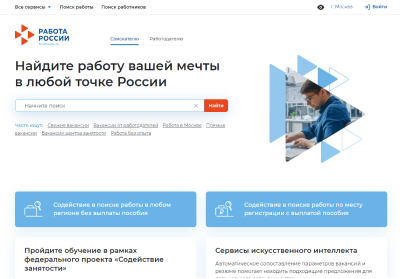 Все сервисы
Поиск работы
Поиск работников
г. Москва
Войти
РАБОТА
РОССИИ
Соискателю
Работодателю
Найдите работу вашей мечты
в любой точке России
Начните поиск
Найти
Часто ищут:
Свежие вакансии
Вакансии от работодателей
Работа в Москве
Прямые
вакансии
Вакансии центра занятости
Работа без опыта
Содействие в поиске работы в любом
регионе без выплаты пособия
Содействие в поиске работы по месту
регистрации с выплатой пособия
Пройдите обучение в рамках
федерального проекта «Содействие
занятости»
Сервисы искусственного интеллекта
Автоматическое сопоставление параметров вакансий и
резюме помогает находить подходящие предложения для